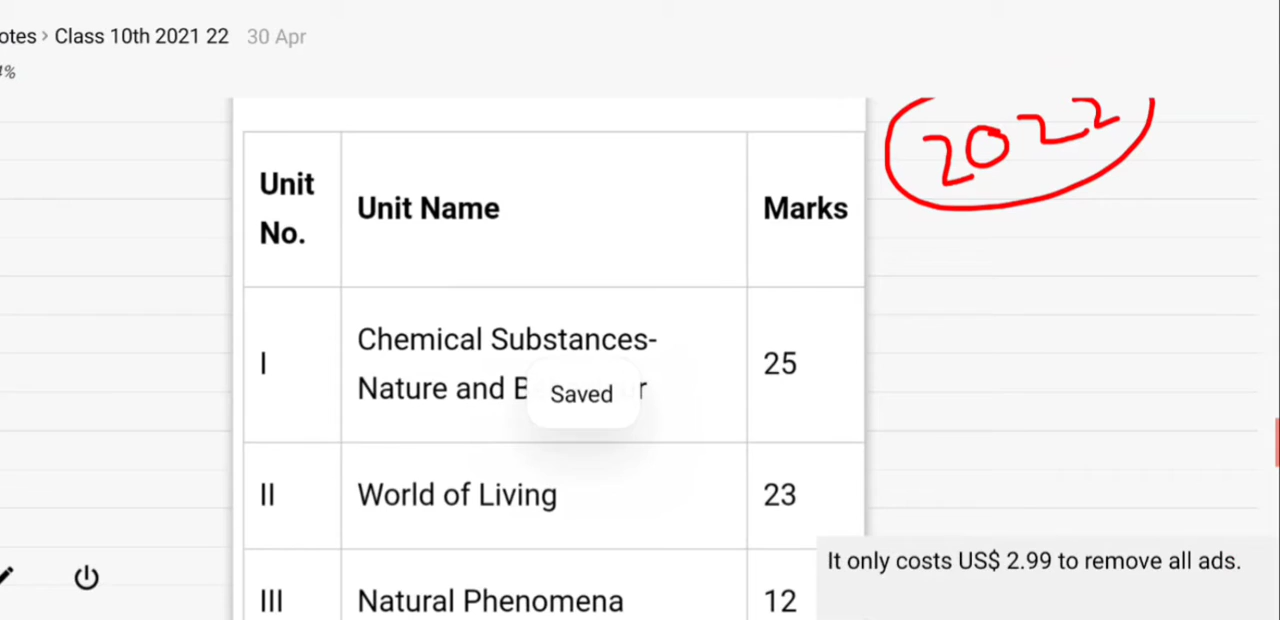 otes > Class 10th 2021 22 30 Apr
%
2022
Unit No.
Unit Name
Marks
I
Chemical Substances-
Nature and B r
25
Saved
II
World of Living
23
It only costs US$ 2.99 to remove all ads.
III
Natural Phenomena
12